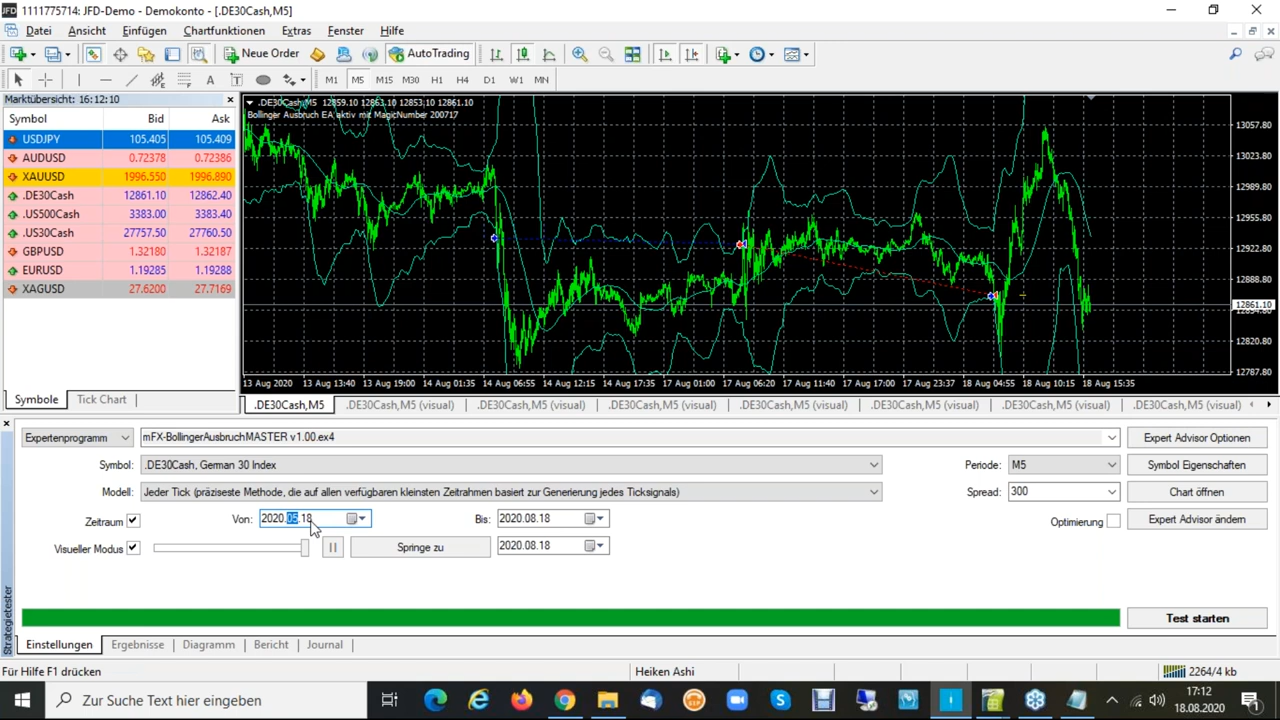 1111775714: JFD-Demo - Demokonto - [.DE30Cash,M5]
Datei Ansicht Einfügen Chartfunktionen Extras Fenster Hilfe
New Order AutoTrading
M1 M5 M15 M30 H1 H4 D1 W1 MN
Marktübersicht: 16:12:10
Symbol Bid Ask
USDJPY 105.405 105.409
AUDUSD 0.72378 0.72386
XAUUSD 1996.550 1996.890
.DE30Cash 12861.10 12862.40
.US500Cash 3383.00 3383.40
.US30Cash 27757.50 27760.50
GBPUSD 1.32180 1.32187
EURUSD 1.19285 1.19288
XAGUSD 27.6200 27.7169
Symbole Tick Chart
.DE30Cash,M5 12859.10 12863.10 12853.10 12861.10
Bollinger Ausbruch EA aktiv mit MagicNumber 200717
13057.80
13023.80
12989.80
12955.80
12922.80
12888.80
12861.10
12854.80
12820.80
12787.80
13 Aug 2020 13 Aug 13:40 13 Aug 19:00 14 Aug 01:35 14 Aug 06:55 14 Aug 12:15 14 Aug 17:35 17 Aug 01:00 17 Aug 06:20 17 Aug 11:40 17 Aug 17:00 17 Aug 23:37 18 Aug 04:55 18 Aug 10:15 18 Aug 15:35
.DE30Cash,M5 .DE30Cash,M5 (visual) .DE30Cash,M5 (visual) .DE30Cash,M5 (visual) .DE30Cash,M5 (visual) .DE30Cash,M5 (visual) .DE30Cash,M5 (visual) .DE30Cash,M5 (visual)
Expertenprogramm mFX-BollingerAusbruchMASTER v1.00.ex4 Expert Advisor Optionen
Symbol: .DE30Cash, German 30 Index Periode: M5 Symbol Eigenschaften
Modell: Jeder Tick (präziseste Methode, die auf allen verfügbaren kleinsten Zeitrahmen basiert zur Generierung jedes Ticksignals) Spread: 300 Chart öffnen
Zeitraum Von: 2020.05.18 Bis: 2020.08.18 Optimierung Expert Advisor ändern
Visueller Modus Springe zu 2020.08.18
Test starten
Strategietester
Einstellungen Ergebnisse Diagramm Bericht Journal
Für Hilfe F1 drücken Heiken Ashi 2264/4 kb
Zur Suche Text hier eingeben 17:12
18.08.2020